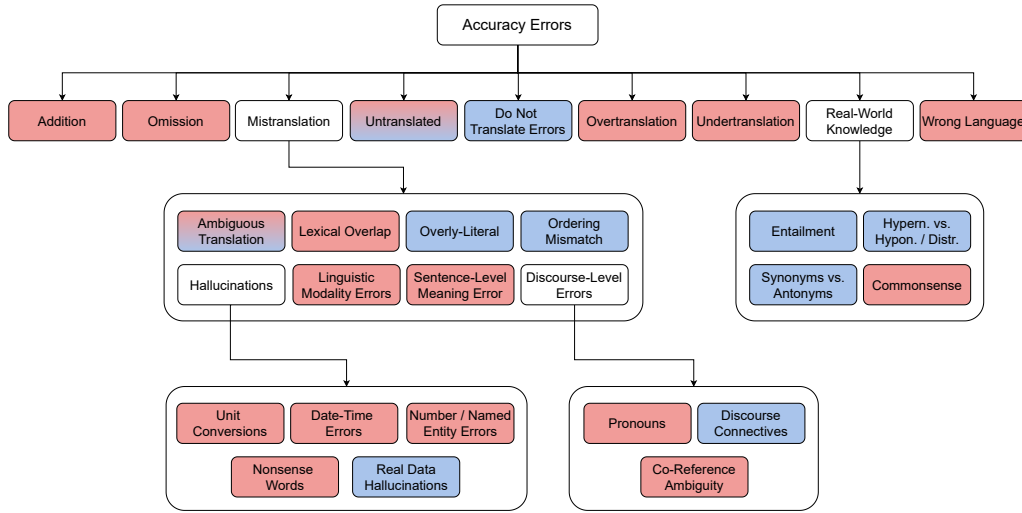 Accuracy Errors
Addition
Omission
Mistranslation
Untranslated
Do Not
Translate Errors
Overtranslation
Undertranslation
Real-World
Knowledge
Wrong Language
Ambiguous
Translation
Lexical Overlap
Overly-Literal
Ordering
Mismatch
Hallucinations
Linguistic
Modality Errors
Sentence-Level
Meaning Error
Discourse-Level
Errors
Entailment
Hypern. vs.
Hypon. / Distr.
Synonyms vs.
Antonyms
Commonsense
Unit
Conversions
Date-Time
Errors
Number / Named
Entity Errors
Nonsense
Words
Real Data
Hallucinations
Pronouns
Discourse
Connectives
Co-Reference
Ambiguity